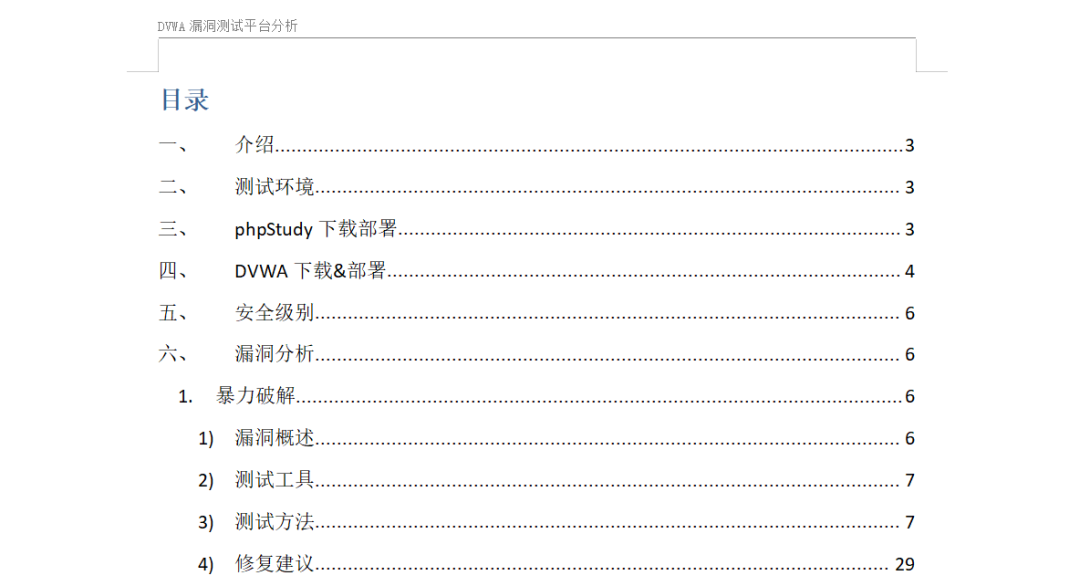 DVWA 漏洞测试平台分析
目录
一、 介绍........................3
二、 测试环境........................3
三、 phpStudy 下载部署........................3
四、 DVWA 下载&部署........................4
五、 安全级别........................6
六、 漏洞分析........................6
1. 暴力破解........................6
1) 漏洞概述........................6
2) 测试工具........................7
3) 测试方法........................7
4) 修复建议........................29